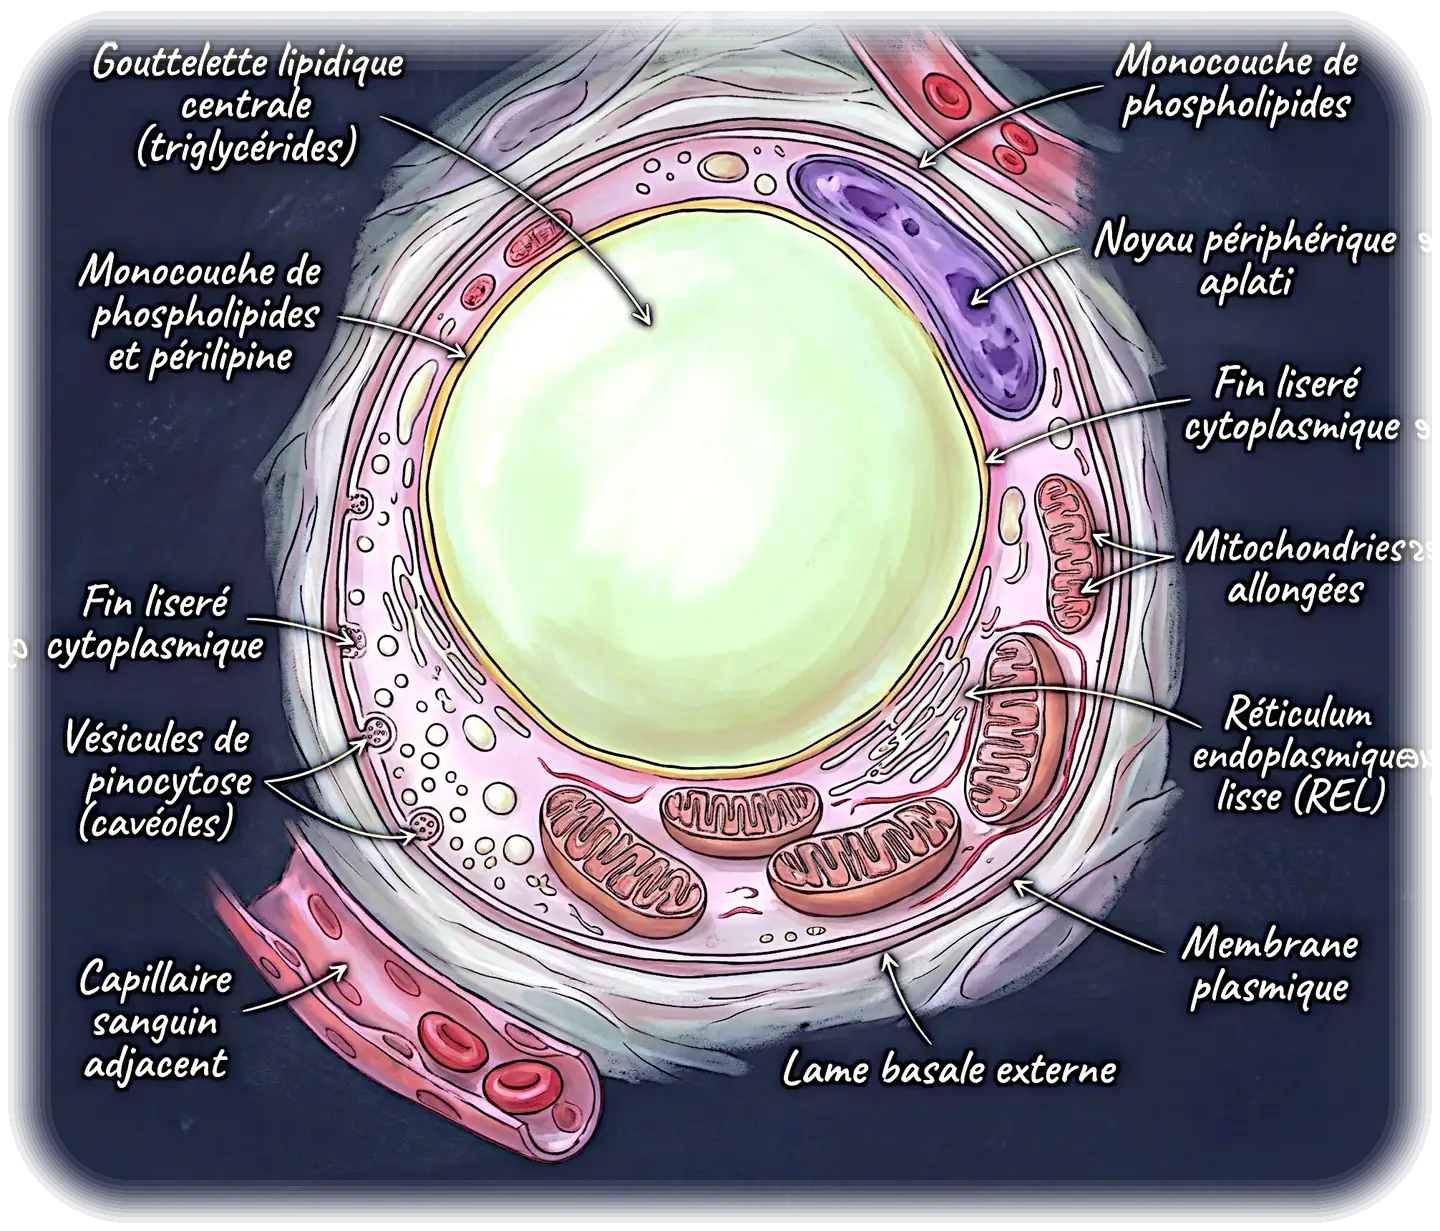 Gouttelette lipidique
centrale
(triglycérides)
Monocouche de
phospholipides
et périlipine
Fin liseré
cytoplasmique
Vésicules de
pinocytose
(cavéoles)
Capillaire
sanguin
adjacent
Monocouche de
phospholipides
Noyau périphérique
aplati
Fin liseré
cytoplasmique
Mitochondries
allongées
Réticulum
endoplasmique
lisse (REL)
Membrane
plasmique
Lame basale externe